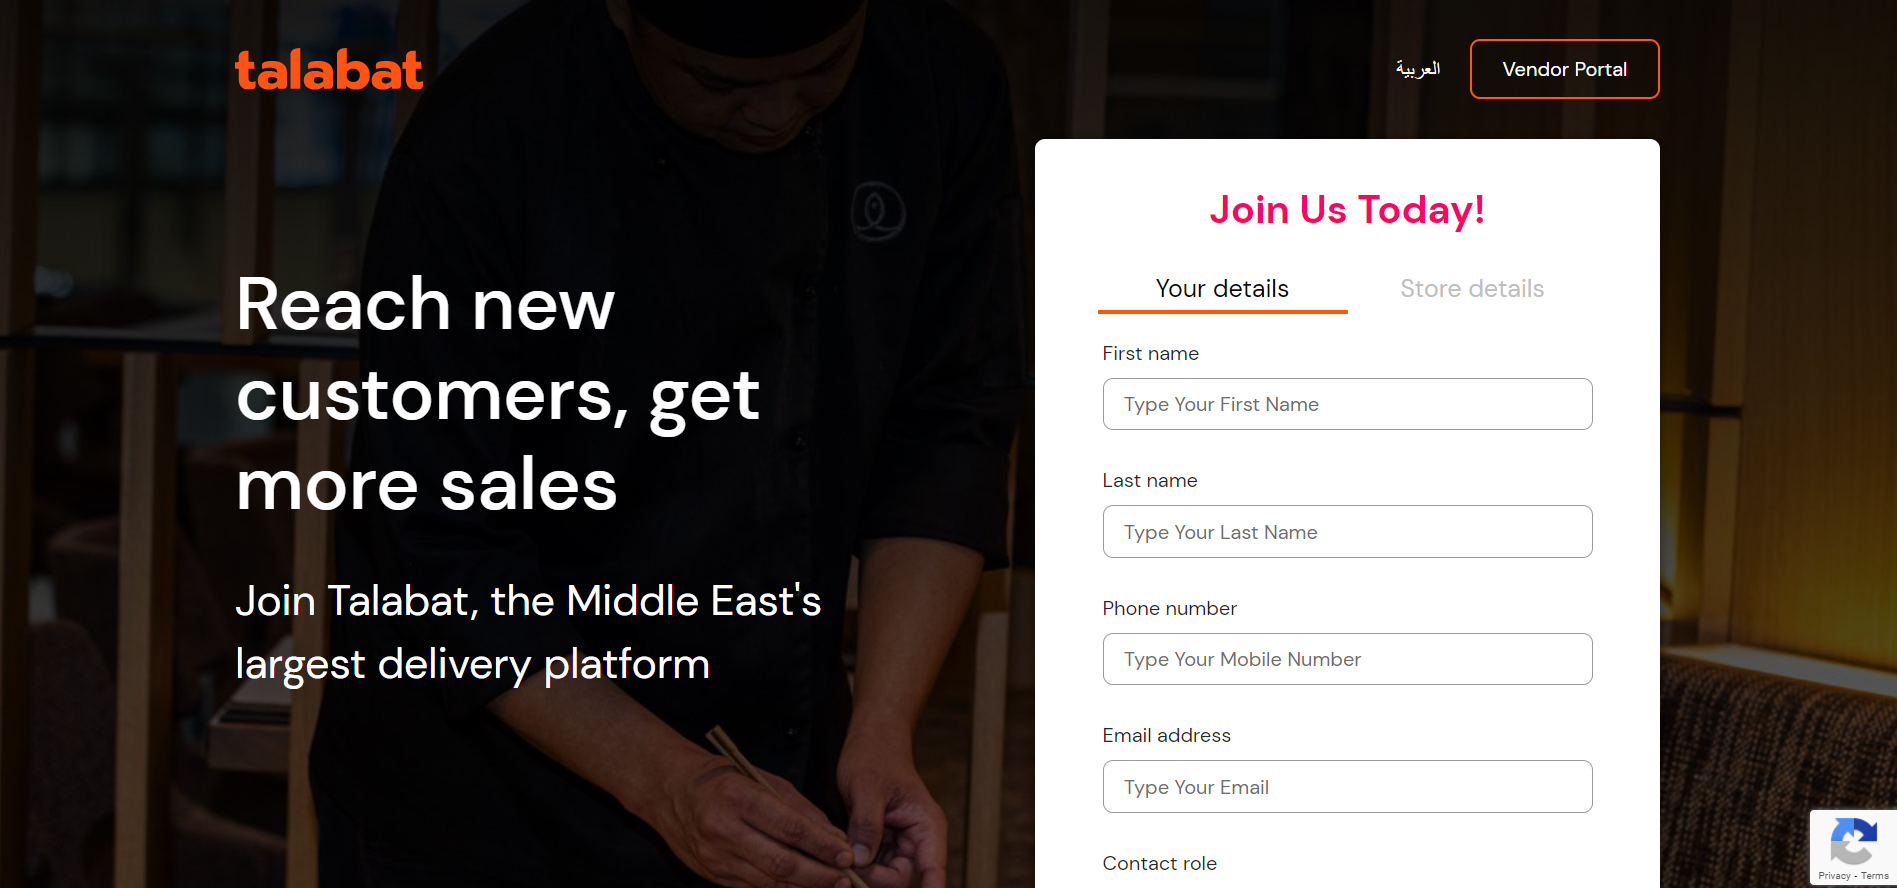 talabat
العربية
Vendor Portal
Reach new
customers, get
more sales
Join Talabat, the Middle East's
largest delivery platform
Join Us Today!
Your details
Store details
First name
Type Your First Name
Last name
Type Your Last Name
Phone number
Type Your Mobile Number
Email address
Type Your Email
Contact role
Privacy - Terms